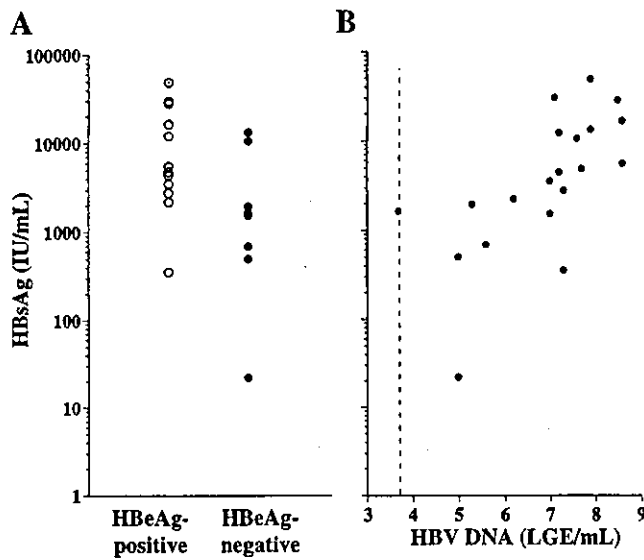 A
B
100000
10000
1000
100
10
1
HBsAg (IU/mL)
HBeAg-
positive
HBeAg-
negative
3 4 5 6 7 8 9
HBV DNA (LGE/mL)